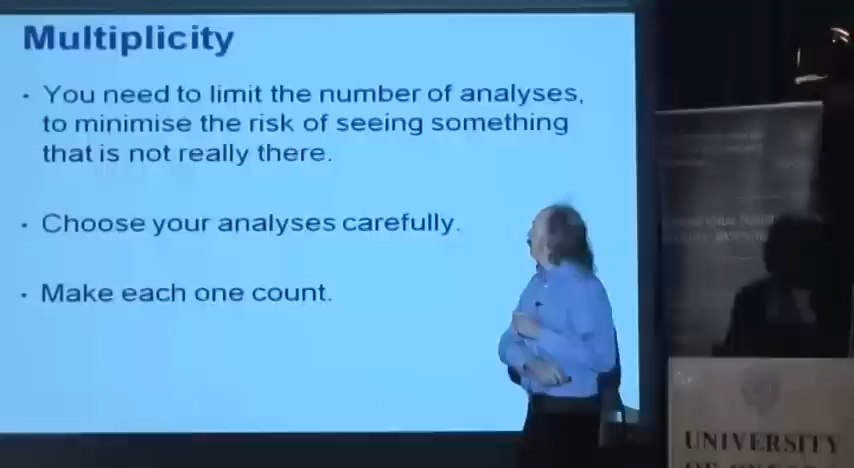 Multiplicity
· You need to limit the number of analyses,
to minimise the risk of seeing something
that is not really there.
· Choose your analyses carefully.
· Make each one count.
UNIVERSITY